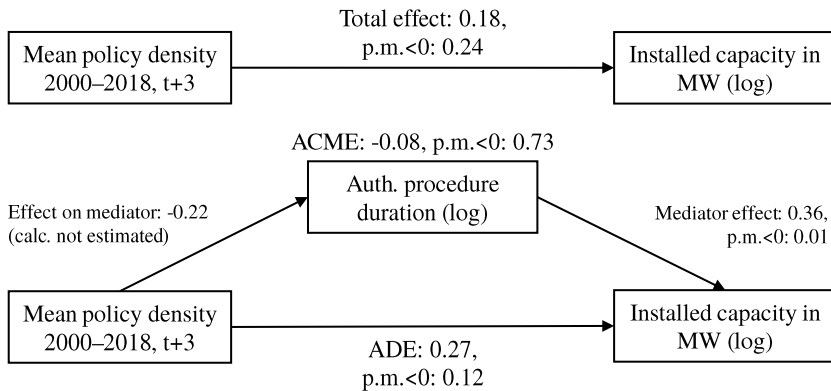 Total effect: 0.18,
p.m.<0: 0.24
Mean policy density
2000–2018, t+3
Installed capacity in
MW (log)
ACME: -0.08, p.m.<0: 0.73
Auth. procedure
duration (log)
Effect on mediator: -0.22
(calc. not estimated)
Mediator effect: 0.36,
p.m.<0: 0.01
Mean policy density
2000–2018, t+3
Installed capacity in
MW (log)
ADE: 0.27,
p.m.<0: 0.12